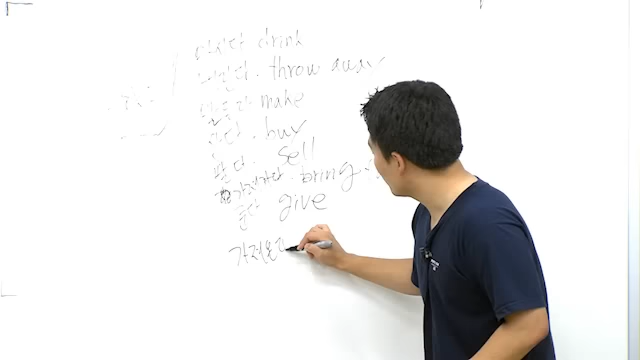 마시다 drink
버리다. throw away
만들다 make
사다. buy
팔다. sell
가져가다. bring
주다 give
가져오